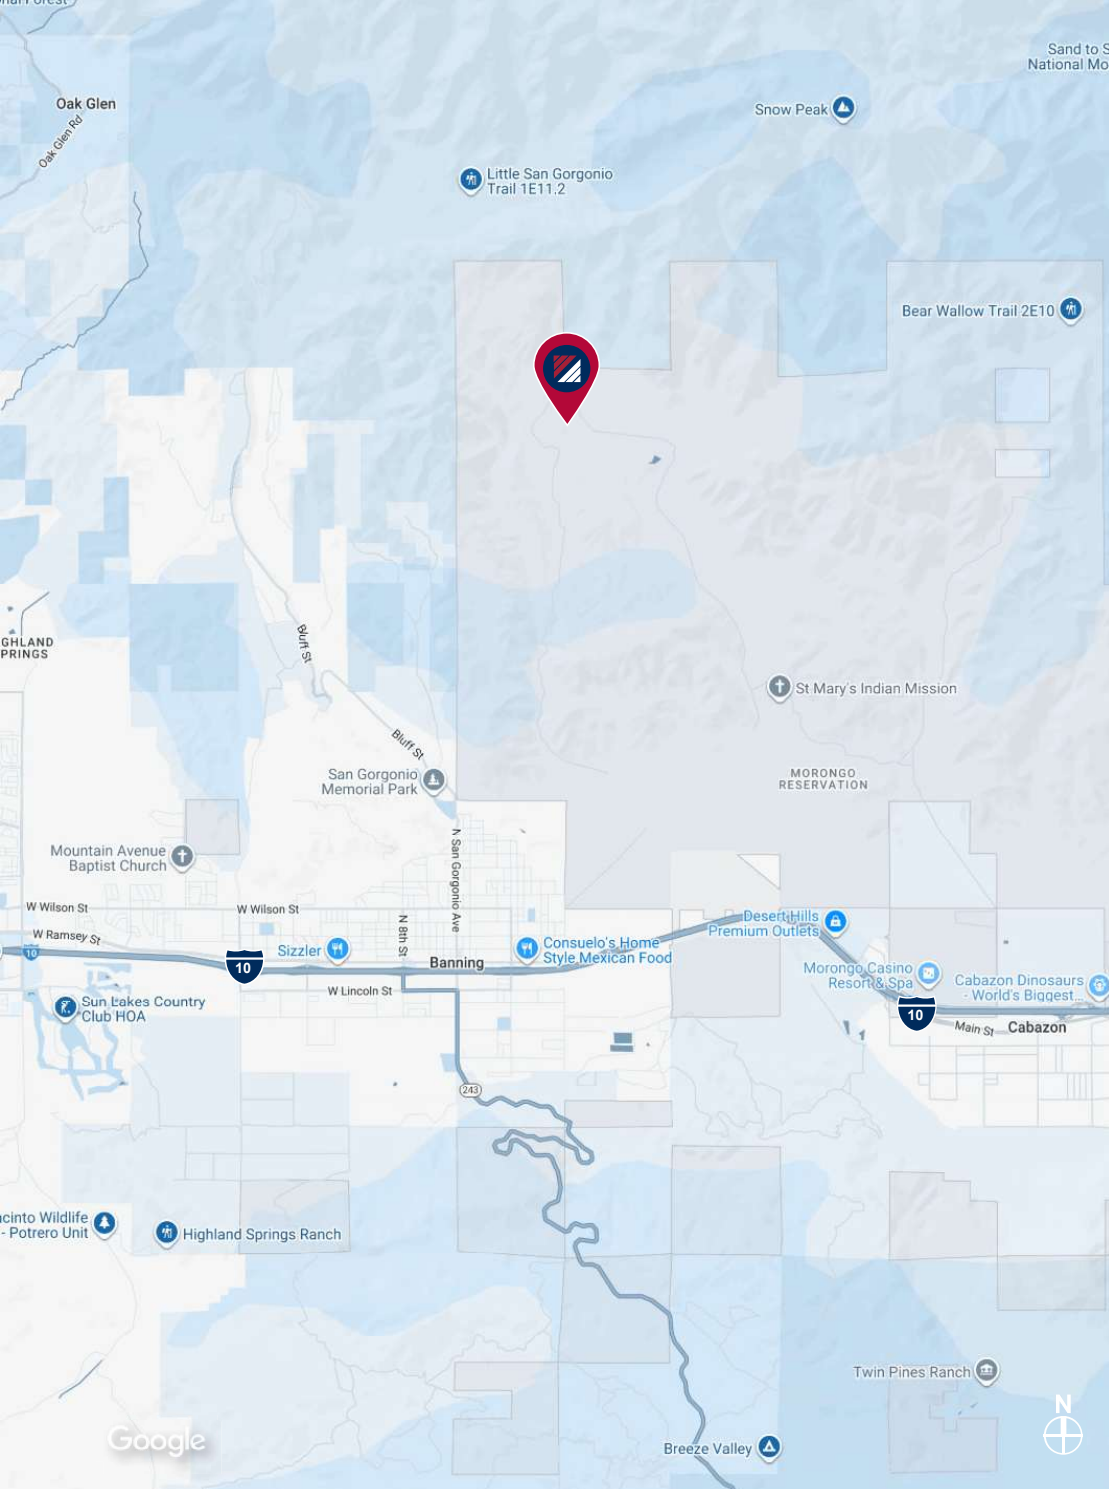 Oak Glen
Oak Glen Rd
Sand to S
National Mo
Snow Peak
Little San Gorgonio
Trail 1E11.2
Bear Wallow Trail 2E10
GHLAND
PRINGS
Bluff St
Bluff St
St Mary's Indian Mission
San Gorgonio
Memorial Park
MORONGO
RESERVATION
Mountain Avenue
Baptist Church
N San Gorgonio Ave
W Wilson St
W Wilson St
N 8th St
W Ramsey St
Desert Hills
Premium Outlets
10
10
Sizzler
Banning
Consuelo's Home
Style Mexican Food
Morongo Casino
Resort & Spa
Cabazon Dinosaurs
- World's Biggest...
W Lincoln St
Sun Lakes Country
Club HOA
10
Main St
Cabazon
243
acinto Wildlife
- Potrero Unit
Highland Springs Ranch
Twin Pines Ranch
Breeze Valley
N
Google